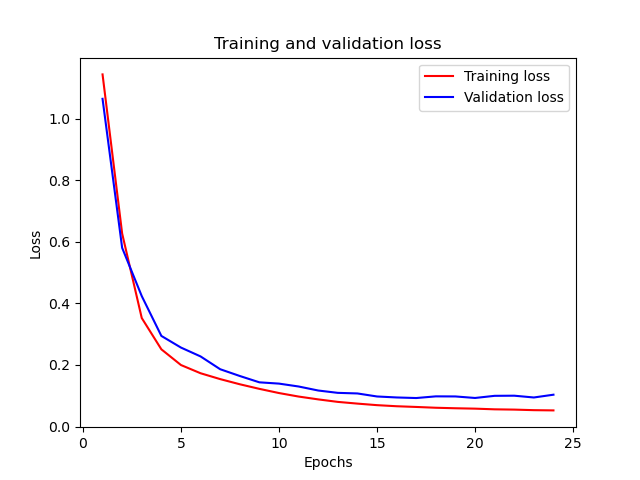 Training and validation loss
Training loss
Validation loss
1.0
0.8
0.6
0.4
0.2
0.0
Loss
0 5 10 15 20 25
Epochs